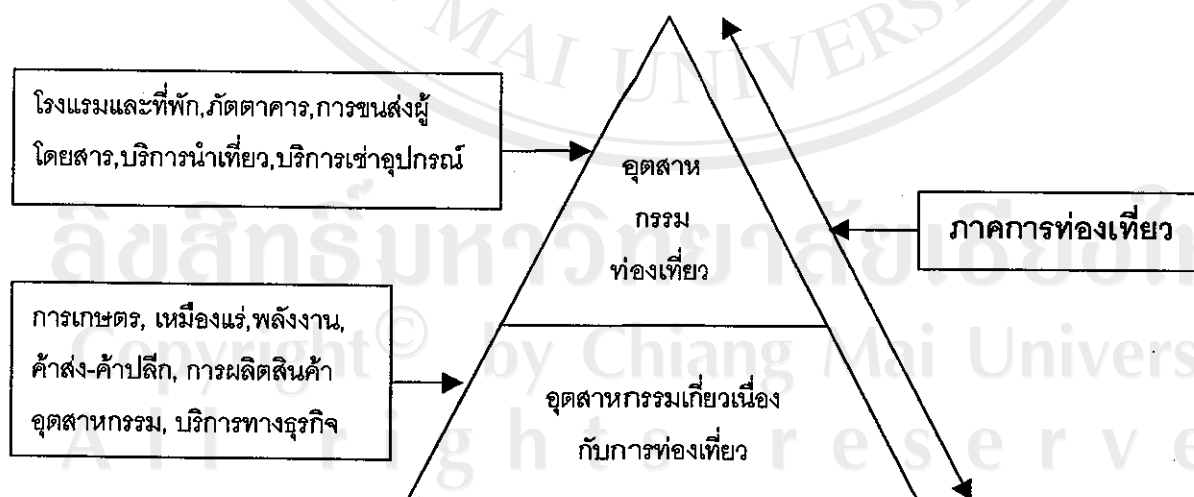 MAI UNIVERS
โรงแรมและที่พัก,ภัตตาคาร,การขนส่งผู้
โดยสาร,บริการนำเที่ยว,บริการเช่าอุปกรณ์
อุตสาห
กรรม
ท่องเที่ยว
ภาคการท่องเที่ยว
ลิขสิทธิ์มหาวิทยาลัยเชียงให
การเกษตร, เหมืองแร่,พลังงาน,
ค้าส่ง-ค้าปลีก, การผลิตสินค้า
อุตสาหกรรม, บริการทางธุรกิจ
Copyright© by Chiang Mai Univers
อุตสาหกรรมเกี่ยวเนื่อง
กับการท่องเที่ยว
All rights reserve